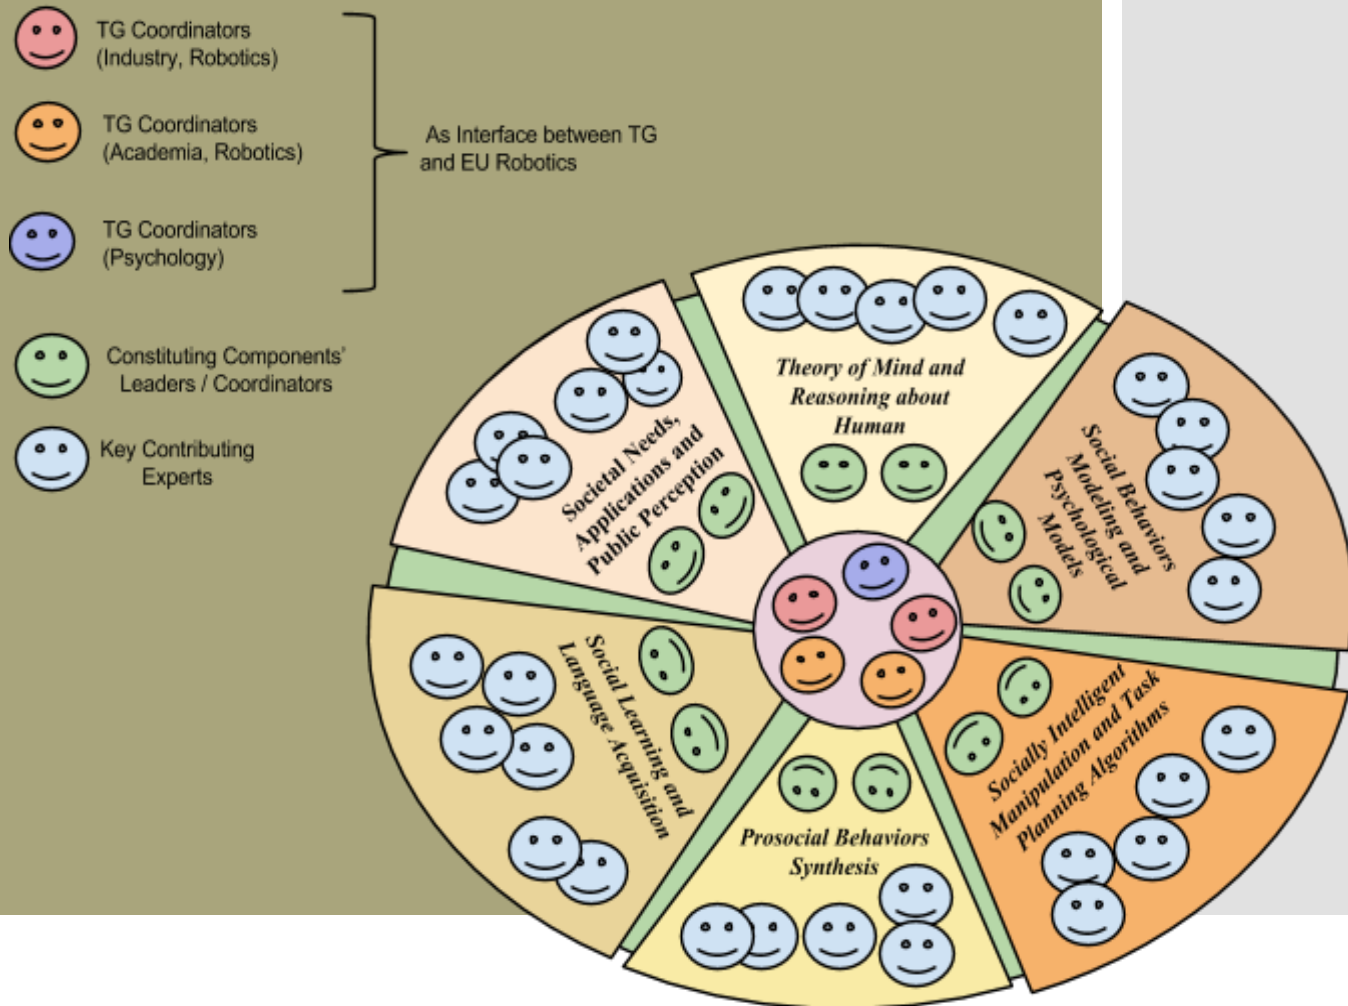 TG Coordinators
(Industry, Robotics)
TG Coordinators
(Academia, Robotics)
As Interface between TG
and EU Robotics
TG Coordinators
(Psychology)
Constituting Components'
Leaders / Coordinators
Key Contributing
Experts
Theory of Mind and
Reasoning about
Human
Social Behaviors
Modeling and
Psychological
Models
Societal Needs,
Applications and
Public Perception
Social Learning and
Language Acquisition
Socially Intelligent
Manipulation and Task
Planning Algorithms
Prosocial Behaviors
Synthesis